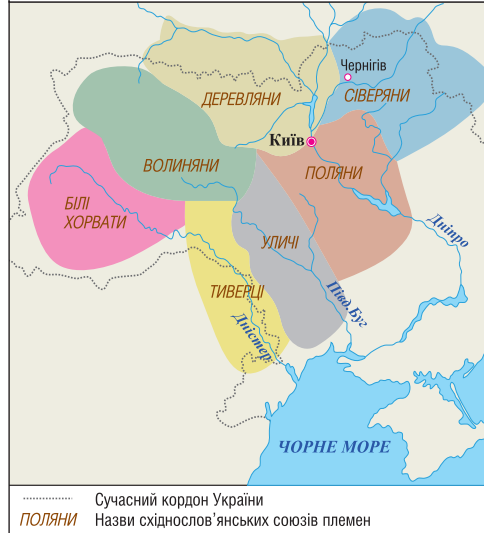 Чернігів
ДЕРЕВЛЯНИ
СІВЕРЯНИ
Київ
ВОЛИНЯНИ
ПОЛЯНИ
БІЛІ
ХОРВАТИ
Дніпро
УЛИЧІ
ТИВЕРЦІ
Півд.Буг
Дністер
ЧОРНЕ МОРЕ
Сучасний кордон України
ПОЛЯНИ Назви східнослов’янських союзів племен